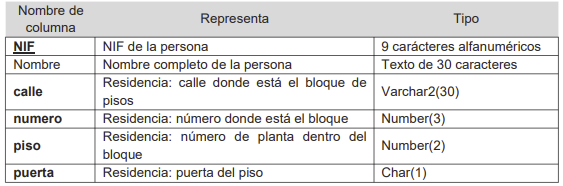 Nombre de
columna
Representa
Tipo
NIF
NIF de la persona
9 carácteres alfanuméricos
Nombre
Nombre completo de la persona
Texto de 30 caracteres
calle
Residencia: calle donde está el bloque de
pisos
Varchar2(30)
numero
Residencia: número donde está el bloque
Number(3)
piso
Residencia: número de planta dentro del
bloque
Number(2)
puerta
Residencia: puerta del piso
Char(1)